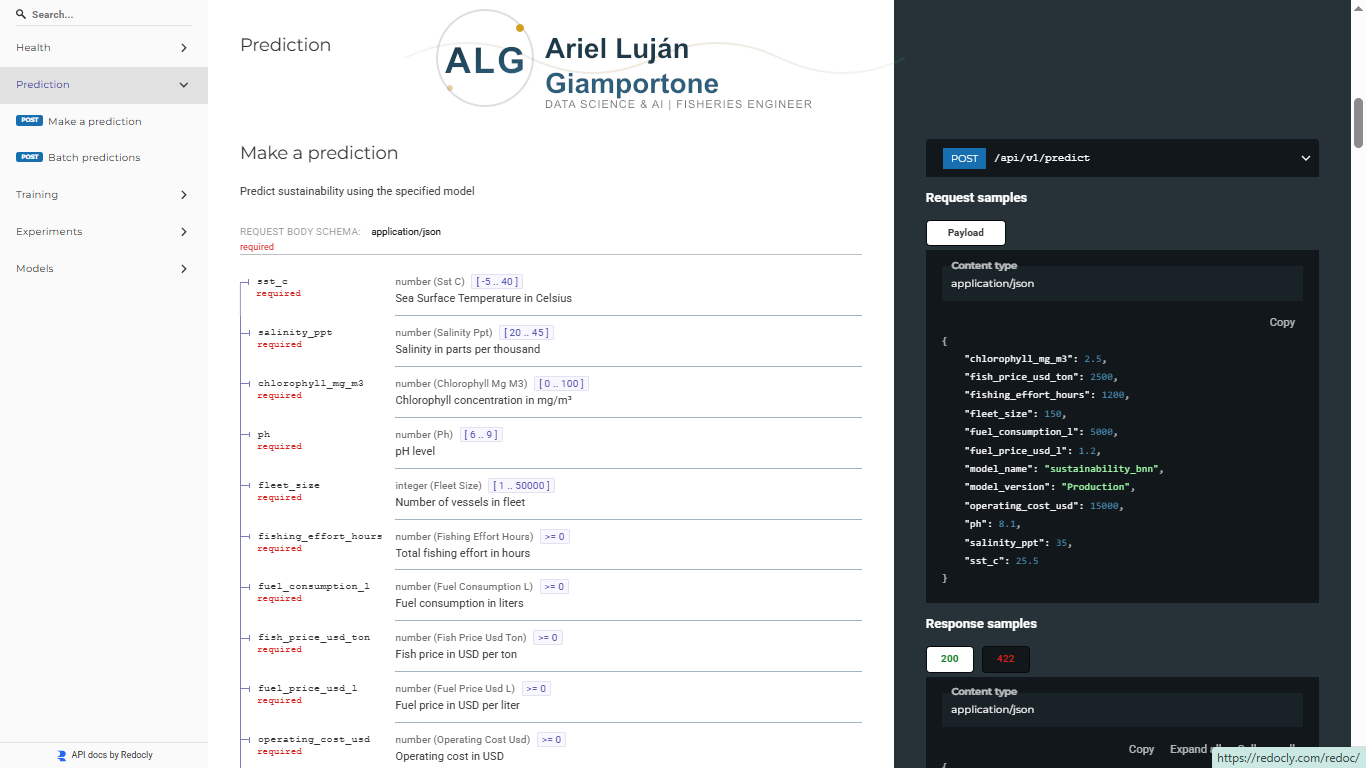 Search...
Health
Prediction
POST Make a prediction
POST Batch predictions
Training
Experiments
Models
API docs by Redocly
Prediction
ALG
Ariel Luján
Giamportone
DATA SCIENCE & AI | FISHERIES ENGINEER
Make a prediction
Predict sustainability using the specified model
REQUEST BODY SCHEMA: application/json
required
sst_c number (Sst C) [ -5 .. 40 ]
required
Sea Surface Temperature in Celsius
salinity_ppt number (Salinity Ppt) [ 20 .. 45 ]
required
Salinity in parts per thousand
chlorophyll_mg_m3 number (Chlorophyll Mg M3) [ 0 .. 100 ]
required
Chlorophyll concentration in mg/m³
ph number (Ph) [ 6 .. 9 ]
required
pH level
fleet_size integer (Fleet Size) [ 1 .. 50000 ]
required
Number of vessels in fleet
fishing_effort_hours number (Fishing Effort Hours) >= 0
required
Total fishing effort in hours
fuel_consumption_l number (Fuel Consumption L) >= 0
required
Fuel consumption in liters
fish_price_usd_ton number (Fish Price Usd Ton) >= 0
required
Fish price in USD per ton
fuel_price_usd_l number (Fuel Price Usd L) >= 0
required
Fuel price in USD per liter
operating_cost_usd number (Operating Cost Usd) >= 0
required
Operating cost in USD
POST /api/v1/predict
Request samples
Payload
Content type
application/json
Copy
{
"chlorophyll_mg_m3": 2.5,
"fish_price_usd_ton": 2500,
"fishing_effort_hours": 1200,
"fleet_size": 150,
"fuel_consumption_l": 5000,
"fuel_price_usd_l": 1.2,
"model_name": "sustainability_bnn",
"model_version": "Production",
"operating_cost_usd": 15000,
"ph": 8.1,
"salinity_ppt": 35,
"sst_c": 25.5
}
Response samples
200 422
Content type
application/json
Copy Expand
{
https://redocly.com/redoc/